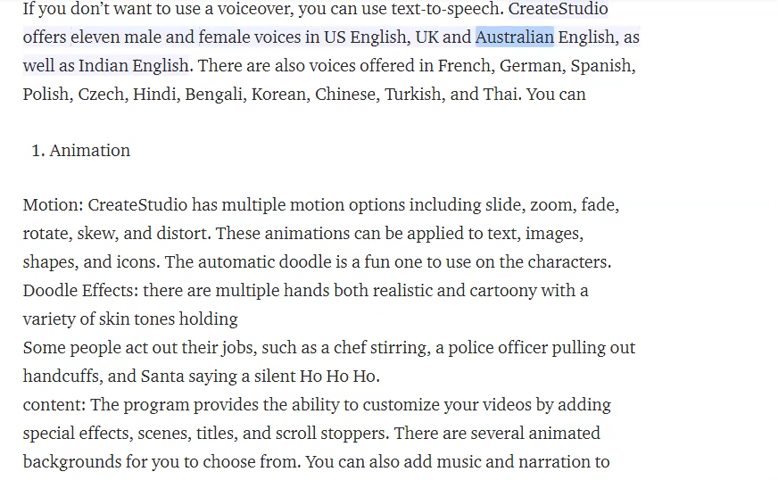 If you don't want to use a voiceover, you can use text-to-speech. CreateStudio
offers eleven male and female voices in US English, UK and Australian English, as
well as Indian English. There are also voices offered in French, German, Spanish,
Polish, Czech, Hindi, Bengali, Korean, Chinese, Turkish, and Thai. You can
1. Animation
Motion: CreateStudio has multiple motion options including slide, zoom, fade,
rotate, skew, and distort. These animations can be applied to text, images,
shapes, and icons. The automatic doodle is a fun one to use on the characters.
Doodle Effects: there are multiple hands both realistic and cartoony with a
variety of skin tones holding
Some people act out their jobs, such as a chef stirring, a police officer pulling out
handcuffs, and Santa saying a silent Ho Ho Ho.
content: The program provides the ability to customize your videos by adding
special effects, scenes, titles, and scroll stoppers. There are several animated
backgrounds for you to choose from. You can also add music and narration to